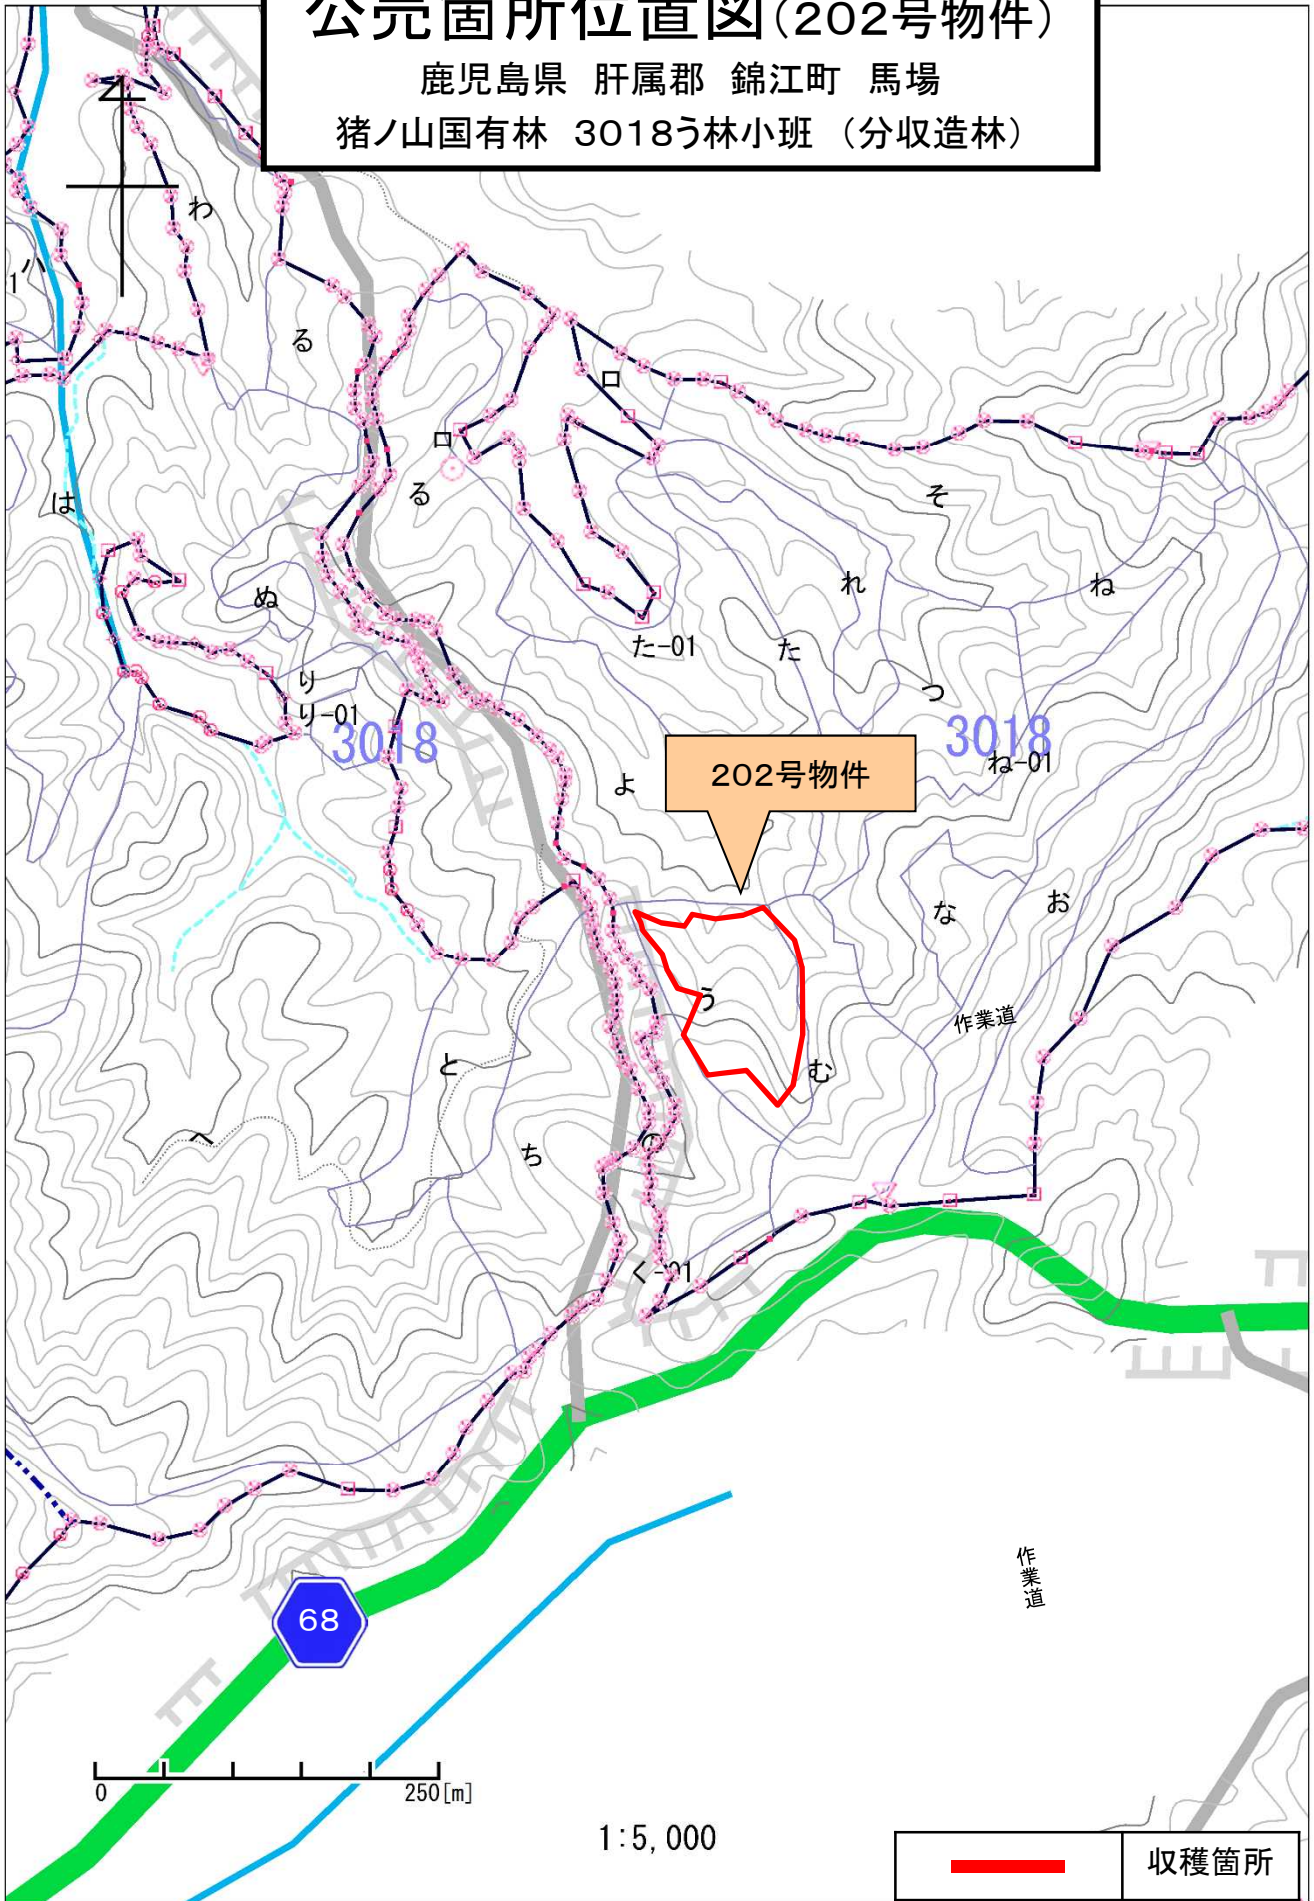 公売箇所位置図(202号物件)
鹿児島県 肝属郡 錦江町 馬場
猪ノ山国有林 3018う林小班 (分収造林)
わ
ハ
1
る
ロ
ロ
る
は
そ
ぬ
れ
ね
た-01
た
り
り-01
つ
3018
3018
ね-01
よ
202号物件
な
お
う
作業道
と
む
へ
ち
の
く-01
作業道
68
0
250[m]
1:5,000
収穫箇所